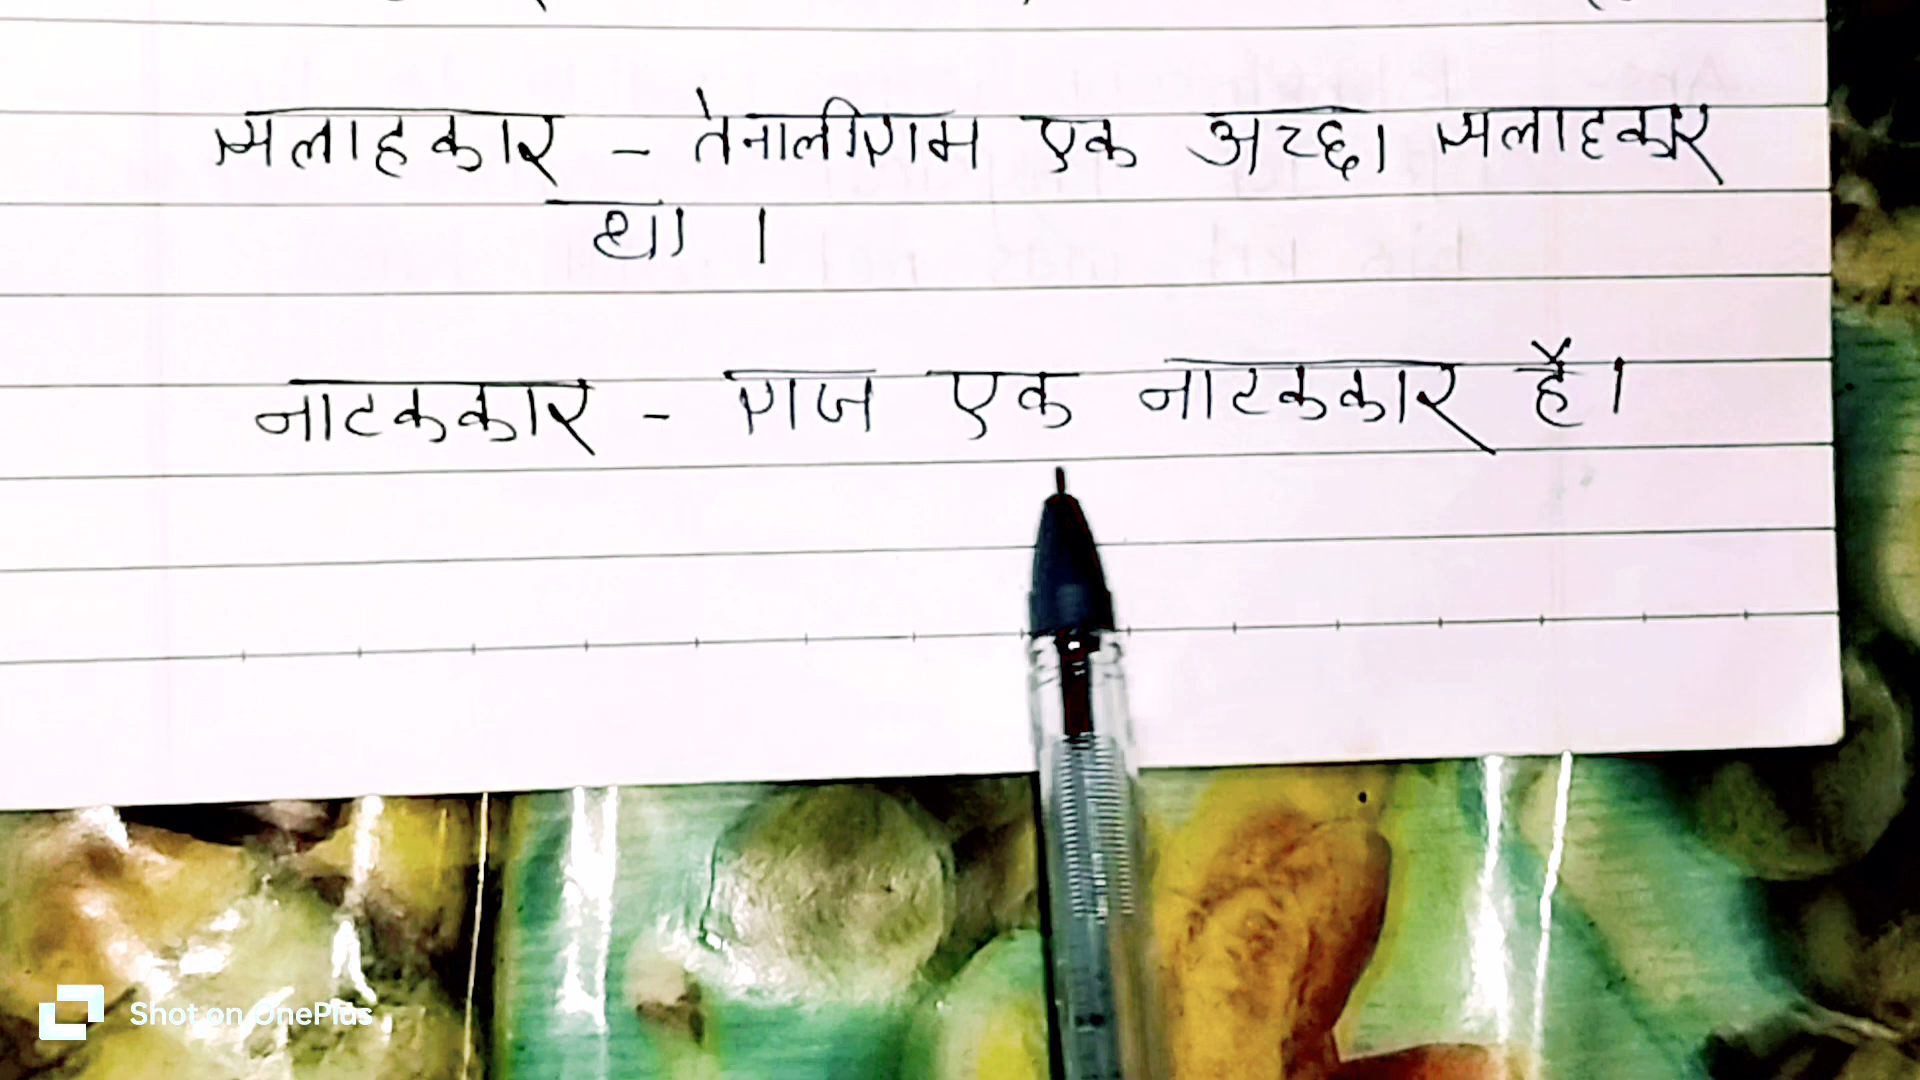 सलाहकार - तेनालीराम एक अच्छा सलाहकार
था ।
नाटककार - राज एक नाटककार है।
Shot on OnePlus